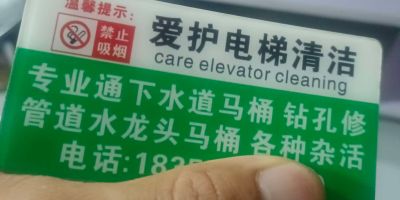 温馨提示:
禁止
吸烟
爱护电梯清洁
care elevator cleaning
专业通下水道马桶 钻孔修
管道水龙头马桶 各种杂活
电话:183